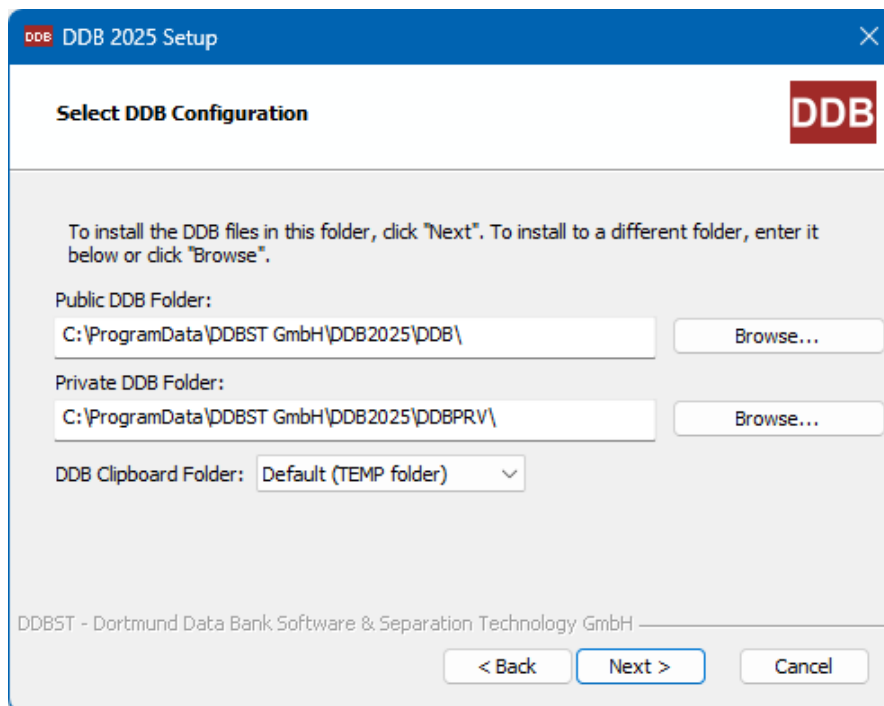 DDB DDB 2025 Setup
Select DDB Configuration
DDB
To install the DDB files in this folder, click "Next". To install to a different folder, enter it
below or click "Browse".
Public DDB Folder:
C:\ProgramData\DDBST GmbH\DDB2025\DDB\
Browse...
Private DDB Folder:
C:\ProgramData\DDBST GmbH\DDB2025\DDBPRV\
Browse...
DDB Clipboard Folder: Default (TEMP folder)
DDBST - Dortmund Data Bank Software & Separation Technology GmbH
< Back Next > Cancel